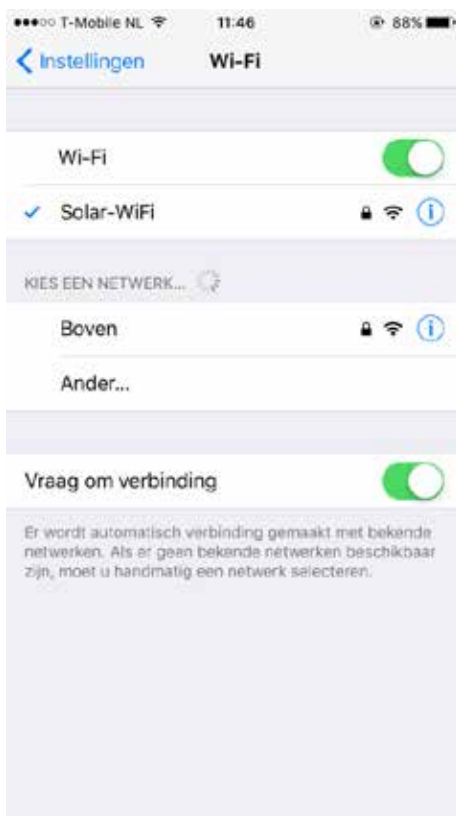 T-Mobile NL 11:46 88%
Instellingen Wi-Fi
Wi-Fi
Solar-WiFi
KIES EEN NETWERK...
Boven
Ander...
Vraag om verbinding
Er wordt automatisch verbinding gemaakt met bekende
netwerken. Als er geen bekende netwerken beschikbaar
zijn, moet u handmatig een netwerk selecteren.